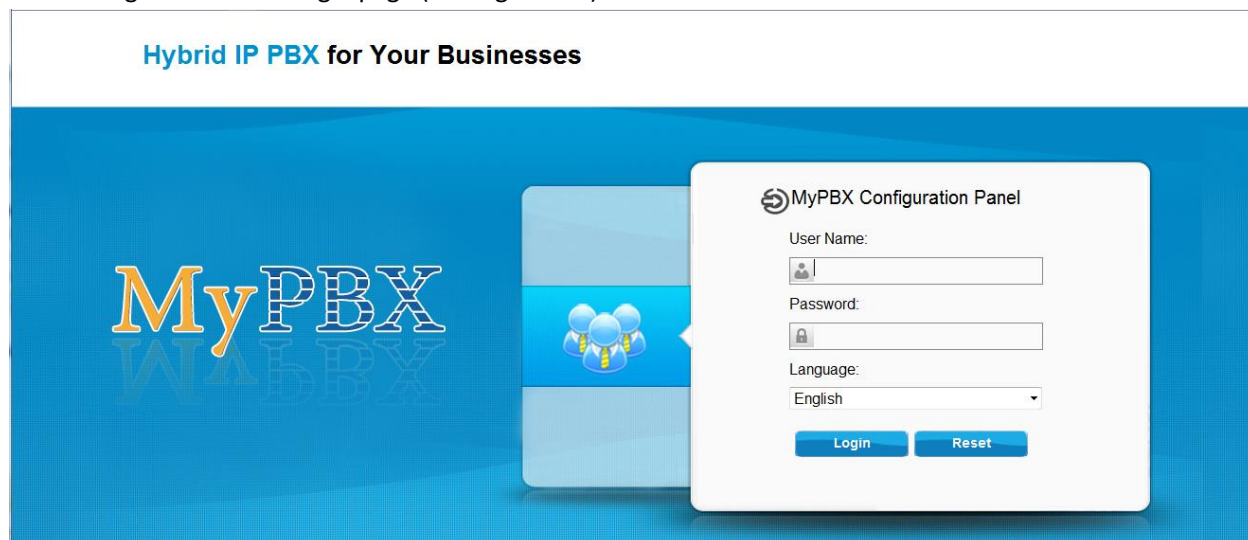 Hybrid IP PBX for Your Businesses
MyPBX
MyPBX Configuration Panel
User Name:
Password:
Language:
English
Login Reset